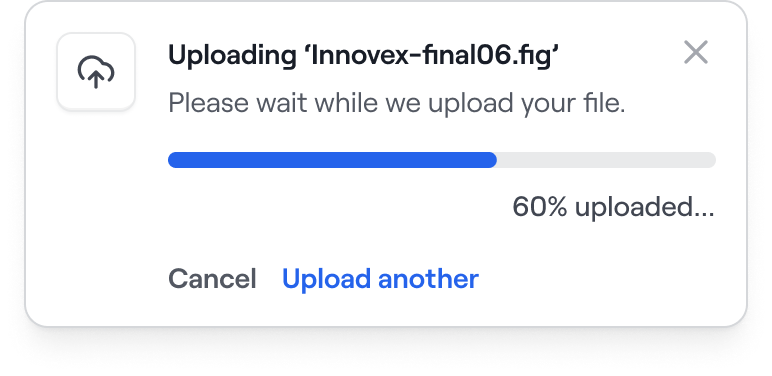 Uploading ‘Innovex-final06.fig’
Please wait while we upload your file.
60% uploaded...
Cancel Upload another